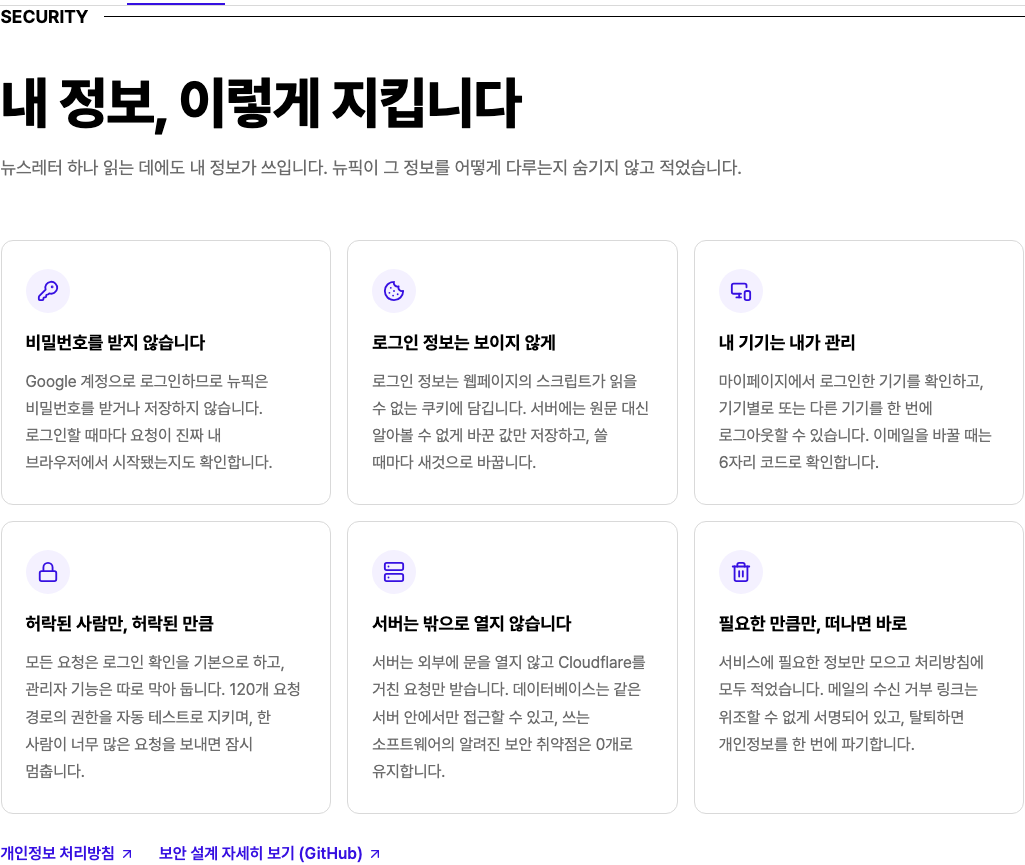 SECURITY
내 정보, 이렇게 지킵니다
뉴스레터 하나 읽는 데에도 내 정보가 쓰입니다. 뉴픽이 그 정보를 어떻게 다루는지 숨기지 않고 적었습니다.
비밀번호를 받지 않습니다
Google 계정으로 로그인하므로 뉴픽은
비밀번호를 받거나 저장하지 않습니다.
로그인할 때마다 요청이 진짜 내
브라우저에서 시작됐는지도 확인합니다.
로그인 정보는 보이지 않게
로그인 정보는 웹페이지의 스크립트가 읽을
수 없는 쿠키에 담깁니다. 서버에는 원문 대신
알아볼 수 없게 바꾼 값만 저장하고, 쓸
때마다 새것으로 바꿉니다.
내 기기는 내가 관리
마이페이지에서 로그인한 기기를 확인하고,
기기별로 또는 다른 기기를 한 번에
로그아웃할 수 있습니다. 이메일을 바꿀 때는
6자리 코드로 확인합니다.
허락된 사람만, 허락된 만큼
모든 요청은 로그인 확인을 기본으로 하고,
관리자 기능은 따로 막아 둡니다. 120개 요청
경로의 권한을 자동 테스트로 지키며, 한
사람이 너무 많은 요청을 보내면 잠시
멈춥니다.
서버는 밖으로 열지 않습니다
서버는 외부에 문을 열지 않고 Cloudflare를
거친 요청만 받습니다. 데이터베이스는 같은
서버 안에서만 접근할 수 있고, 쓰는
소프트웨어의 알려진 보안 취약점은 0개로
유지합니다.
필요한 만큼만, 떠나면 바로
서비스에 필요한 정보만 모으고 처리방침에
모두 적었습니다. 메일의 수신 거부 링크는
위조할 수 없게 서명되어 있고, 탈퇴하면
개인정보를 한 번에 파기합니다.
개인정보 처리방침 ↗ 보안 설계 자세히 보기 (GitHub) ↗